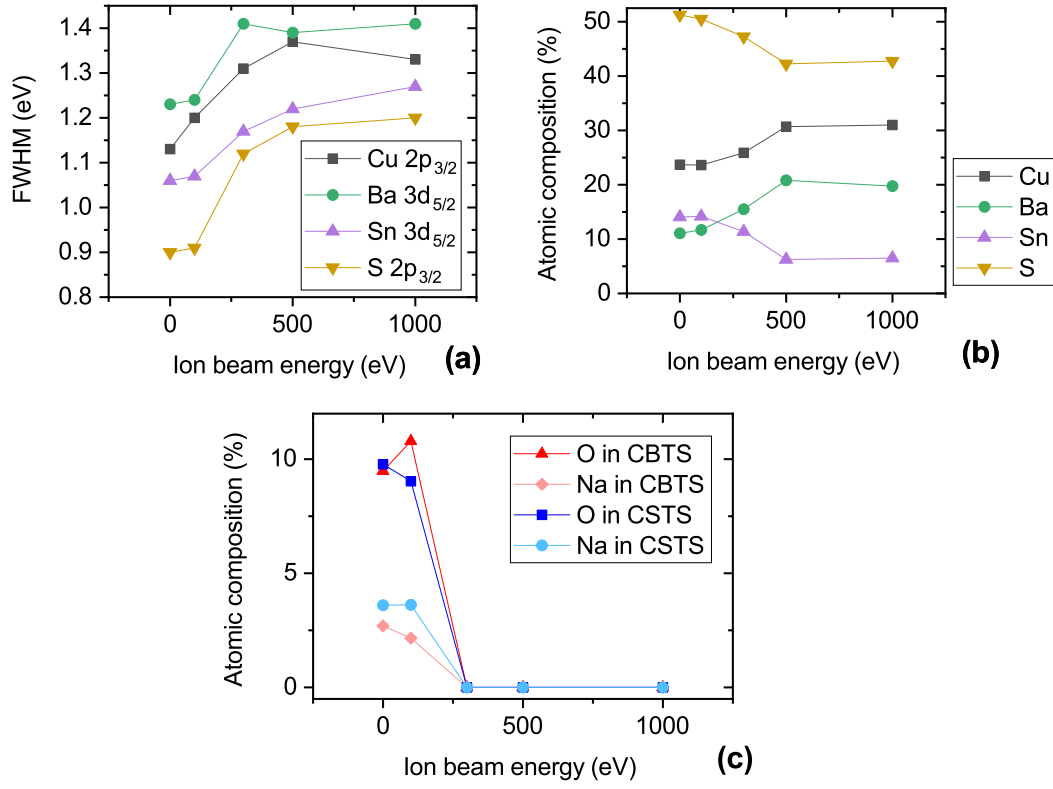 1.4
1.3
1.2
1.1
1.0
0.9
0.8
FWHM (eV)
Cu 2p3/2
Ba 3d5/2
Sn 3d5/2
S 2p3/2
0 500 1000
Ion beam energy (eV)
(a)
50
40
30
20
10
0
Atomic composition (%)
Cu
Ba
Sn
S
0 500 1000
Ion beam energy (eV)
(b)
10
5
0
Atomic composition (%)
O in CBTS
Na in CBTS
O in CSTS
Na in CSTS
0 500 1000
Ion beam energy (eV)
(c)